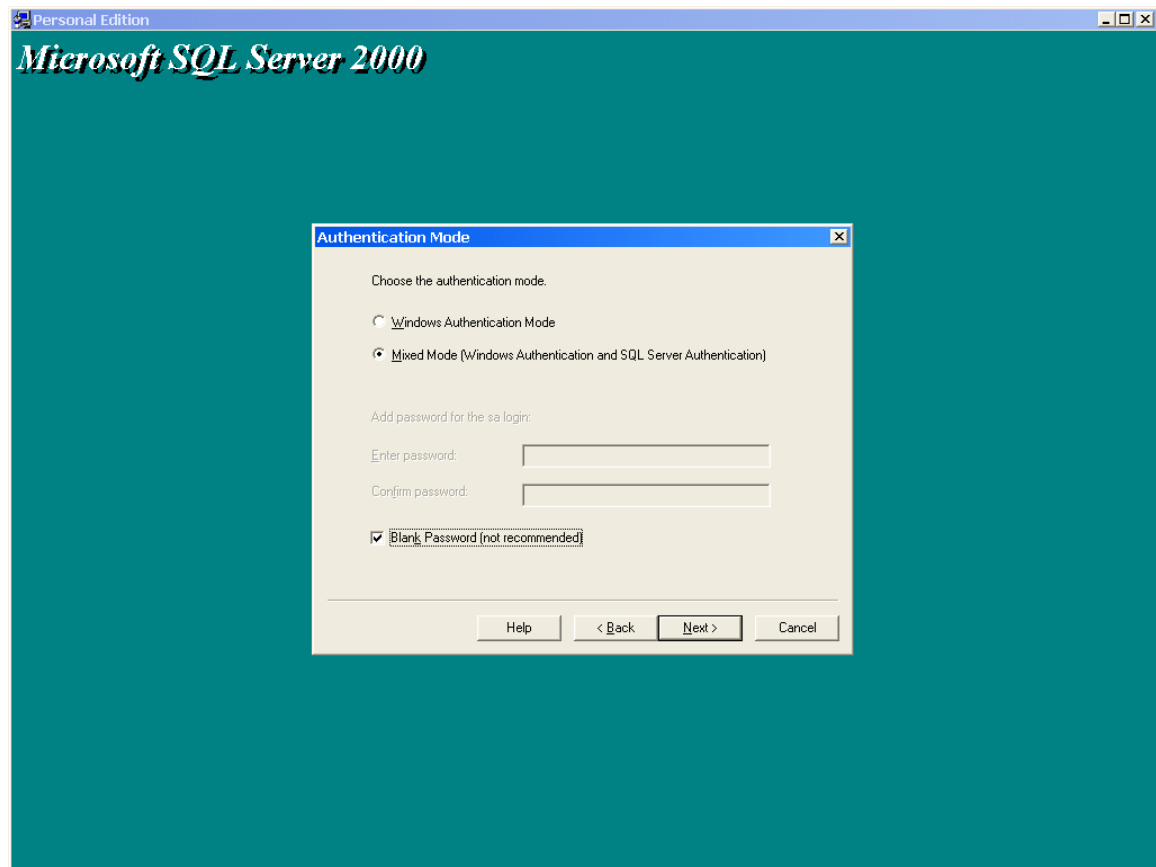 Personal Edition
Microsoft SQL Server 2000
Authentication Mode
Choose the authentication mode.
Windows Authentication Mode
Mixed Mode (Windows Authentication and SQL Server Authentication)
Add password for the sa login:
Enter password:
Confirm password:
Blank Password (not recommended)
Help < Back Next > Cancel